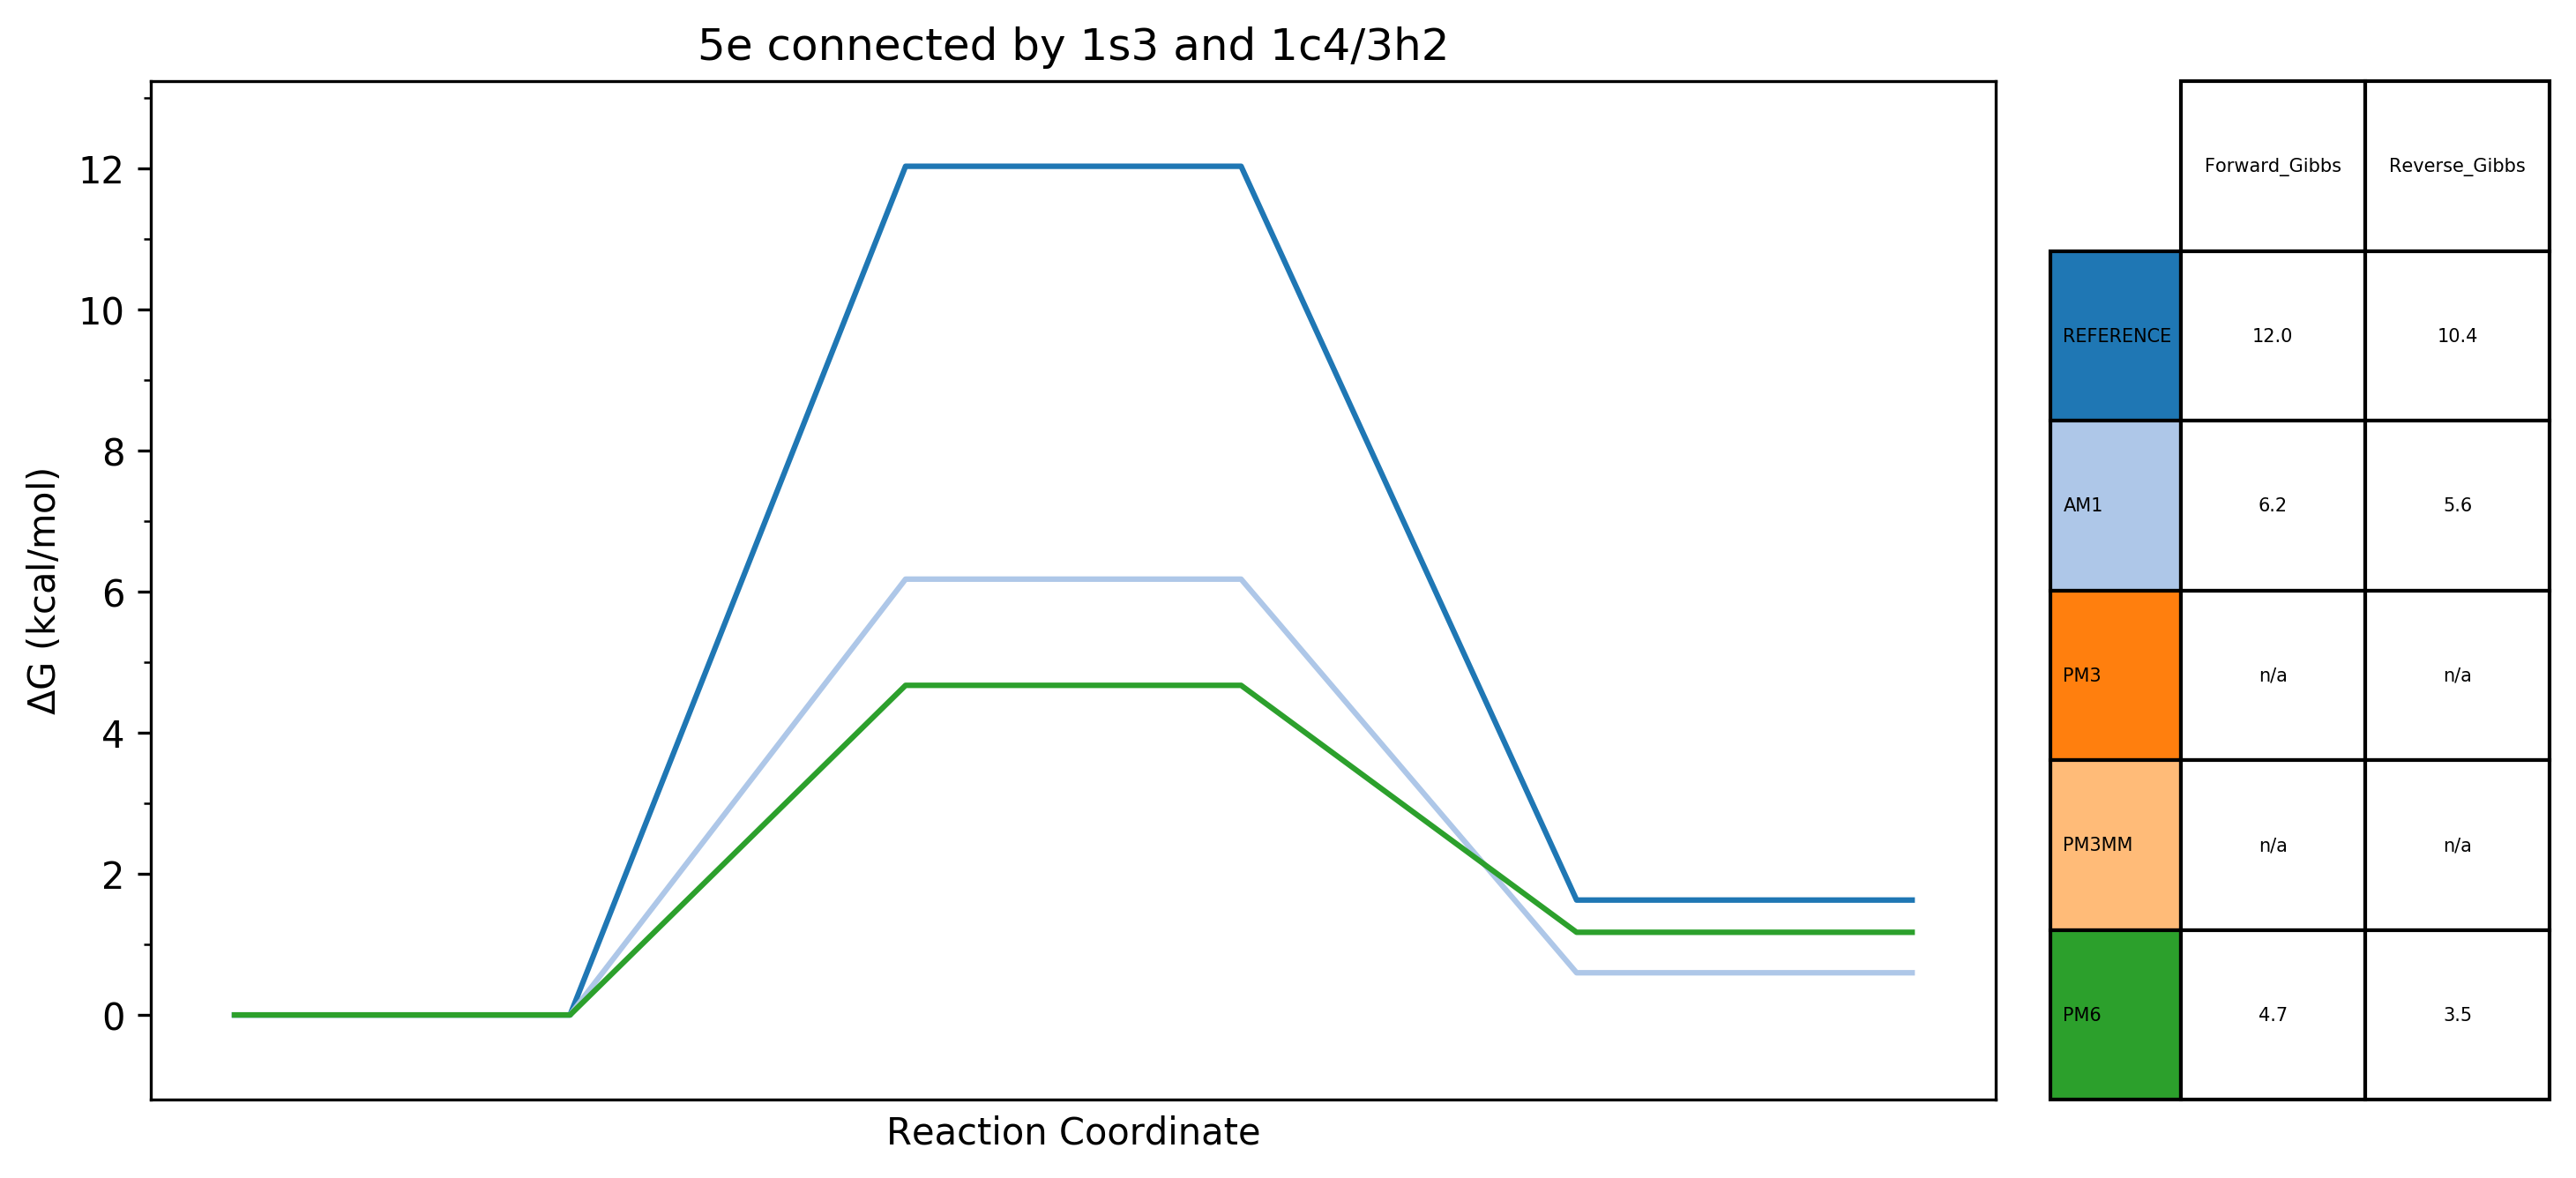 5e connected by 1s3 and 1c4/3h2
ΔG (kcal/mol)
12
10
8
6
4
2
0
Reaction Coordinate
Forward_Gibbs Reverse_Gibbs
REFERENCE 12.0 10.4
AM1 6.2 5.6
PM3 n/a n/a
PM3MM n/a n/a
PM6 4.7 3.5